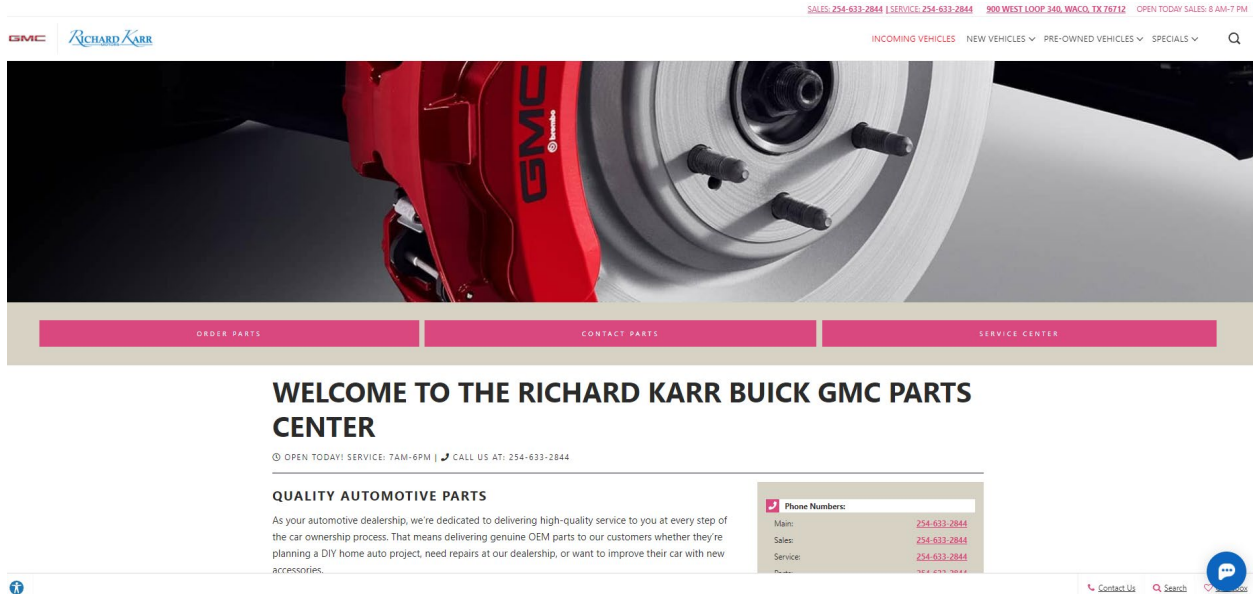 SALES: 254-633-2844 | SERVICE: 254-633-2844 900 WEST LOOP 340, WACO, TX 76712 OPEN TODAY SALES: 8 AM-7 PM
GMC RICHARD KARR INCOMING VEHICLES NEW VEHICLES PRE-OWNED VEHICLES SPECIALS
GMC brembo
ORDER PARTS CONTACT PARTS SERVICE CENTER
WELCOME TO THE RICHARD KARR BUICK GMC PARTS
CENTER
OPEN TODAY! SERVICE: 7AM-6PM | CALL US AT: 254-633-2844
QUALITY AUTOMOTIVE PARTS
As your automotive dealership, we're dedicated to delivering high-quality service to you at every step of
the car ownership process. That means delivering genuine OEM parts to our customers whether they're
planning a DIY home auto project, need repairs at our dealership, or want to improve their car with new
accessories.
Phone Numbers:
Main: 254-633-2844
Sales: 254-633-2844
Service: 254-633-2844
Parts: 254-633-2844
Contact Us Search